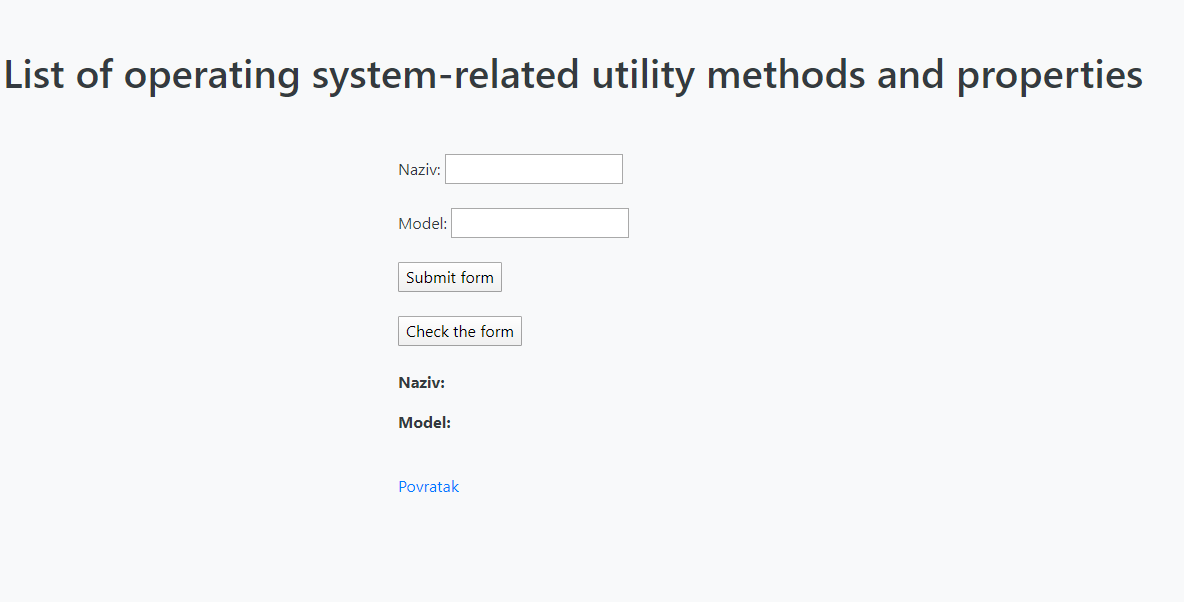 List of operating system-related utility methods and properties
Naziv:
Model:
Submit form
Check the form
Naziv:
Model:
Povratak